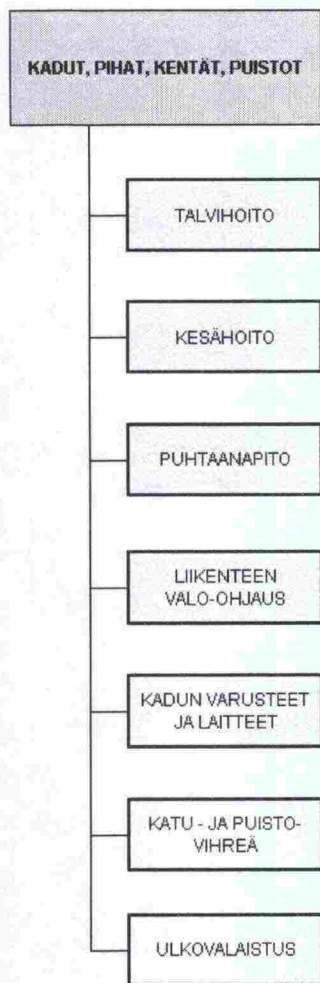 KADUT, PIHAT, KENTÄT, PUISTOT
TALVIHOITO
KESÄHOITO
PUHTAANAPITO
LIIKENTEEN
VALO-OHJAUS
KADUN VARUSTEET
JA LAITTEET
KATU - JA PUISTO-
VIHREÄ
ULKOVALAISTUS